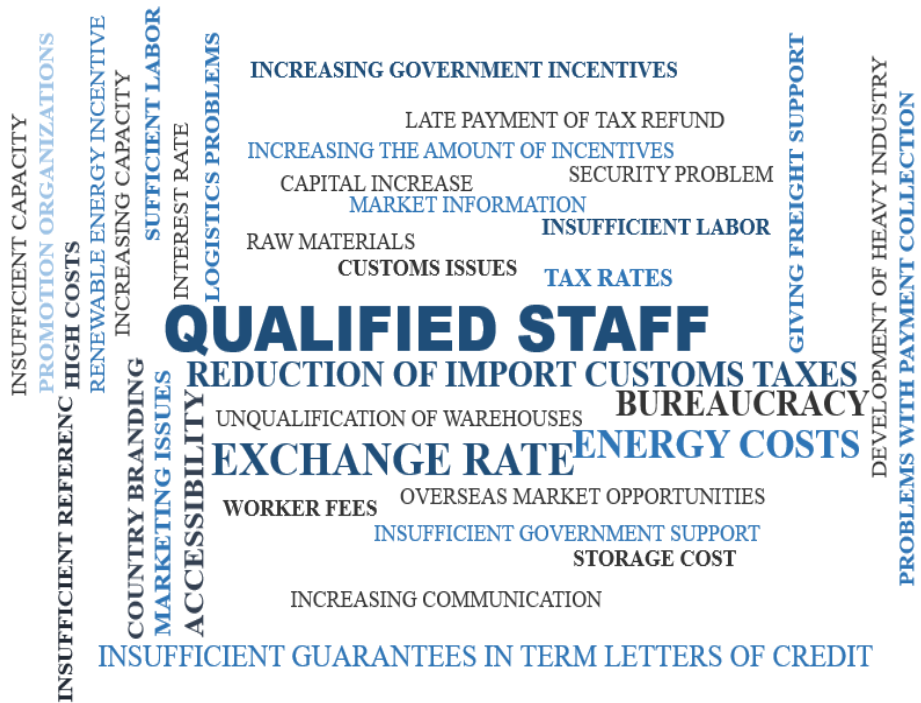 INSUFFICIENT CAPACITY
PROMOTION ORGANIZATIONS
HIGH COSTS
INSUFFICIENT REFERENC
RENEWABLE ENERGY INCENTIVE
INCREASING CAPACITY
SUFFICIENT LABOR
INTEREST RATE
LOGISTICS PROBLEMS
COUNTRY BRANDING
MARKETING ISSUES
ACCESSIBILITY
INCREASING GOVERNMENT INCENTIVES
LATE PAYMENT OF TAX REFUND
INCREASING THE AMOUNT OF INCENTIVES
SECURITY PROBLEM
CAPITAL INCREASE
MARKET INFORMATION
INSUFFICIENT LABOR
RAW MATERIALS
CUSTOMS ISSUES
TAX RATES
QUALIFIED STAFF
REDUCTION OF IMPORT CUSTOMS TAXES
BUREAUCRACY
UNQUALIFICATION OF WAREHOUSES
ENERGY COSTS
EXCHANGE RATE
OVERSEAS MARKET OPPORTUNITIES
WORKER FEES
INSUFFICIENT GOVERNMENT SUPPORT
STORAGE COST
INCREASING COMMUNICATION
INSUFFICIENT GUARANTEES IN TERM LETTERS OF CREDIT
GIVING FREIGHT SUPPORT
DEVELOPMENT OF HEAVY INDUSTRY
PROBLEMS WITH PAYMENT COLLECTION